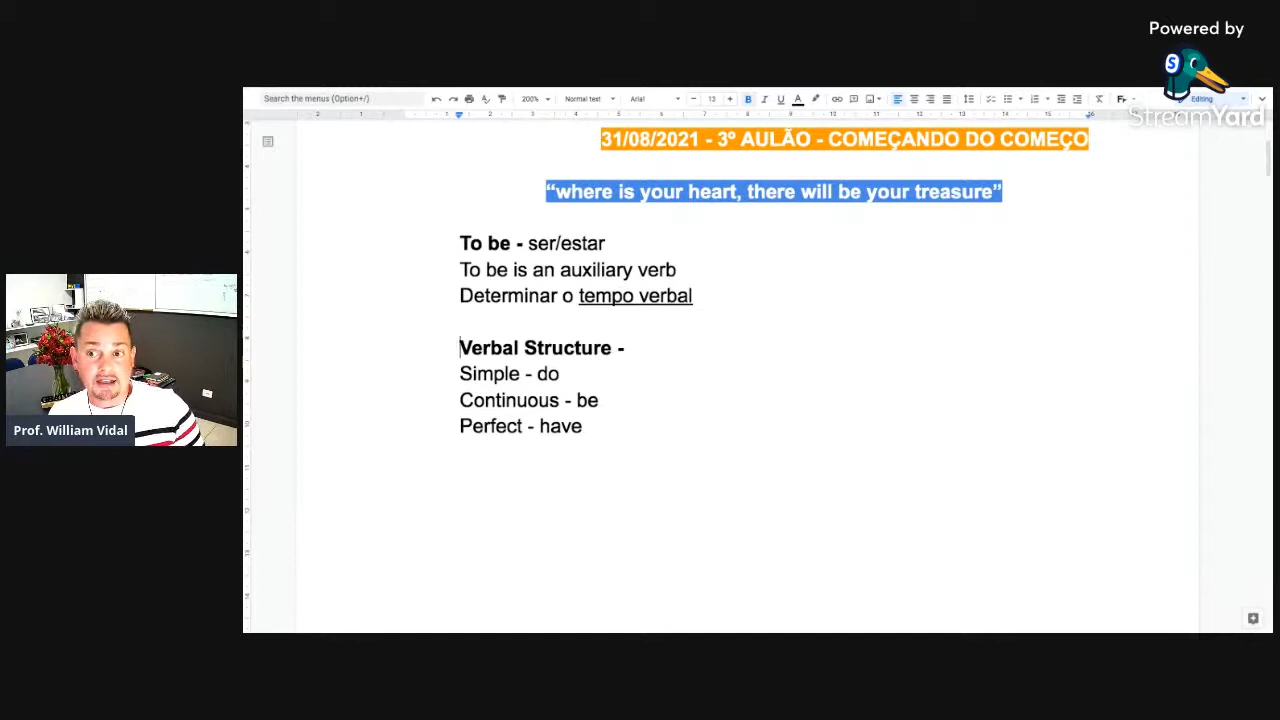 Powered by
S
StreamYard
Search the menus (Option+/)
200%
Normal text
Arial
13
B
I
U
A
Editing
31/08/2021 - 3º AULÃO - COMEÇANDO DO COMEÇO
“where is your heart, there will be your treasure”
To be - ser/estar
To be is an auxiliary verb
Determinar o tempo verbal
Verbal Structure -
Simple - do
Continuous - be
Perfect - have
Prof. William Vidal